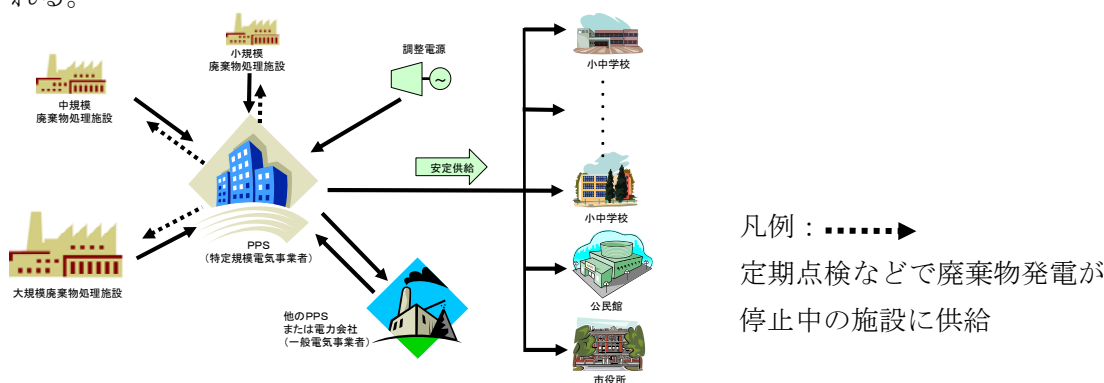 れる。
小規模
廃棄物処理施設
調整電源
中規模
廃棄物処理施設
小中学校
安定供給
小中学校
PPS
(特定規模電気事業者)
大規模廃棄物処理施設
公民館
他のPPS
または電力会社
(一般電気事業者)
市役所
凡例：
定期点検などで廃棄物発電が
停止中の施設に供給